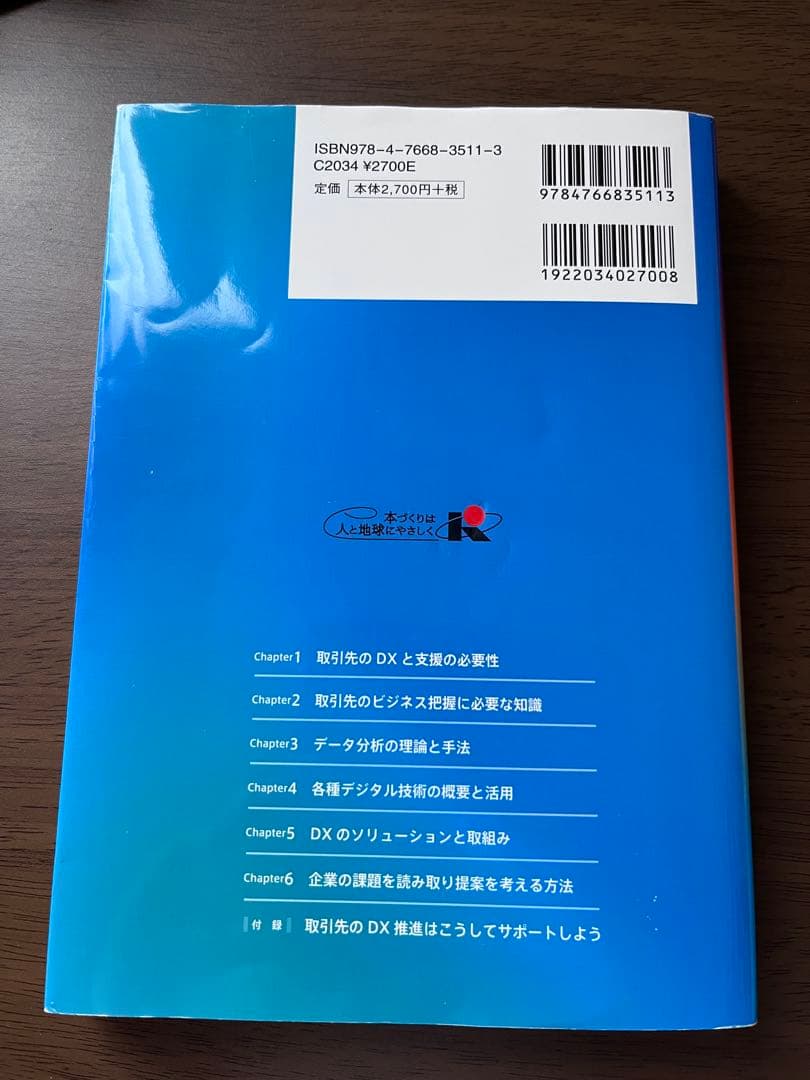 ISBN978-4-7668-3511-3
C2034 ¥2700E
定価 本体2,700円+税
9784766835113
1922034027008
本づくりは
人と地球にやさしく
Chapter1 取引先のDXと支援の必要性
Chapter2 取引先のビジネス把握に必要な知識
Chapter3 データ分析の理論と手法
Chapter4 各種デジタル技術の概要と活用
Chapter5 DXのソリューションと取組み
Chapter6 企業の課題を読み取り提案を考える方法
付録 取引先のDX推進はこうしてサポートしよう